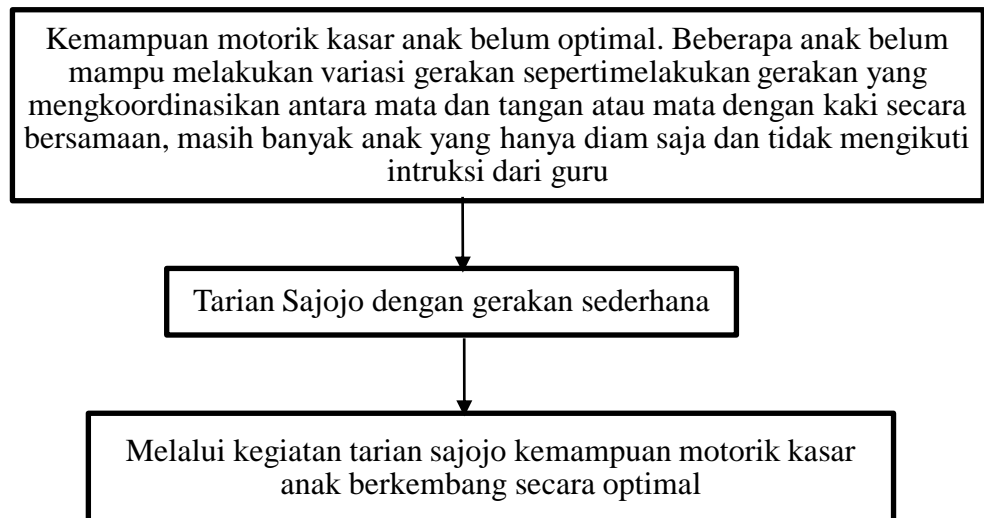 Kemampuan motorik kasar anak belum optimal. Beberapa anak belum
mampu melakukan variasi gerakan sepertimelakukan gerakan yang
mengkoordinasikan antara mata dan tangan atau mata dengan kaki secara
bersamaan, masih banyak anak yang hanya diam saja dan tidak mengikuti
intruksi dari guru
Tarian Sajojo dengan gerakan sederhana
Melalui kegiatan tarian sajojo kemampuan motorik kasar
anak berkembang secara optimal